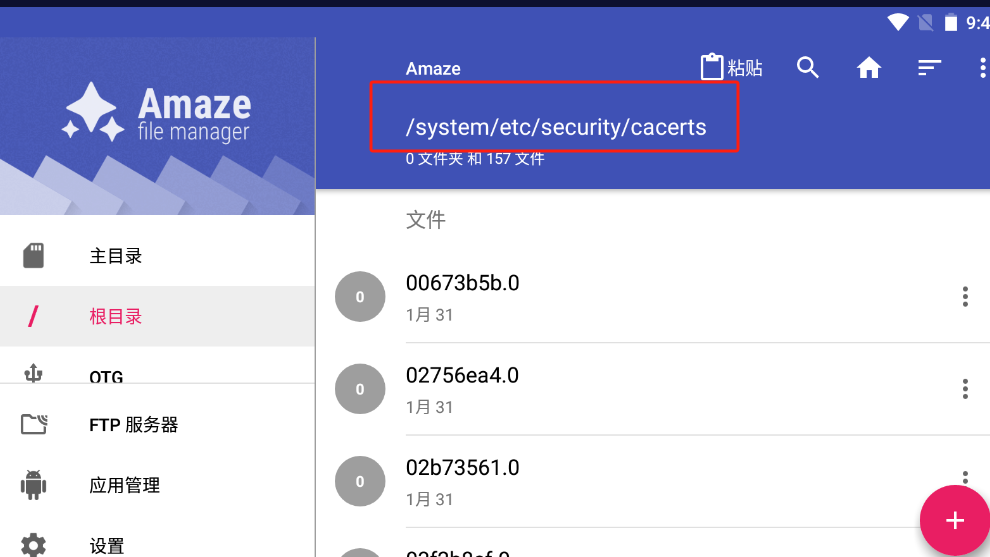 9:4
Amaze
file manager
Amaze
粘贴
/system/etc/security/cacerts
0 文件夹 和 157 文件
主目录
根目录
OTG
FTP 服务器
应用管理
设置
文件
0
00673b5b.0
1月 31
0
02756ea4.0
1月 31
0
02b73561.0
1月 31